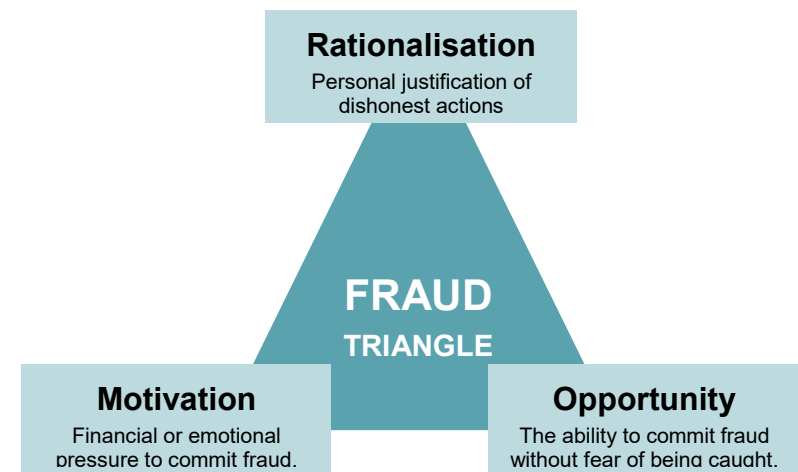 Rationalisation
Personal justification of
dishonest actions
FRAUD
TRIANGLE
Motivation
Financial or emotional
pressure to commit fraud.
Opportunity
The ability to commit fraud
without fear of being caught.